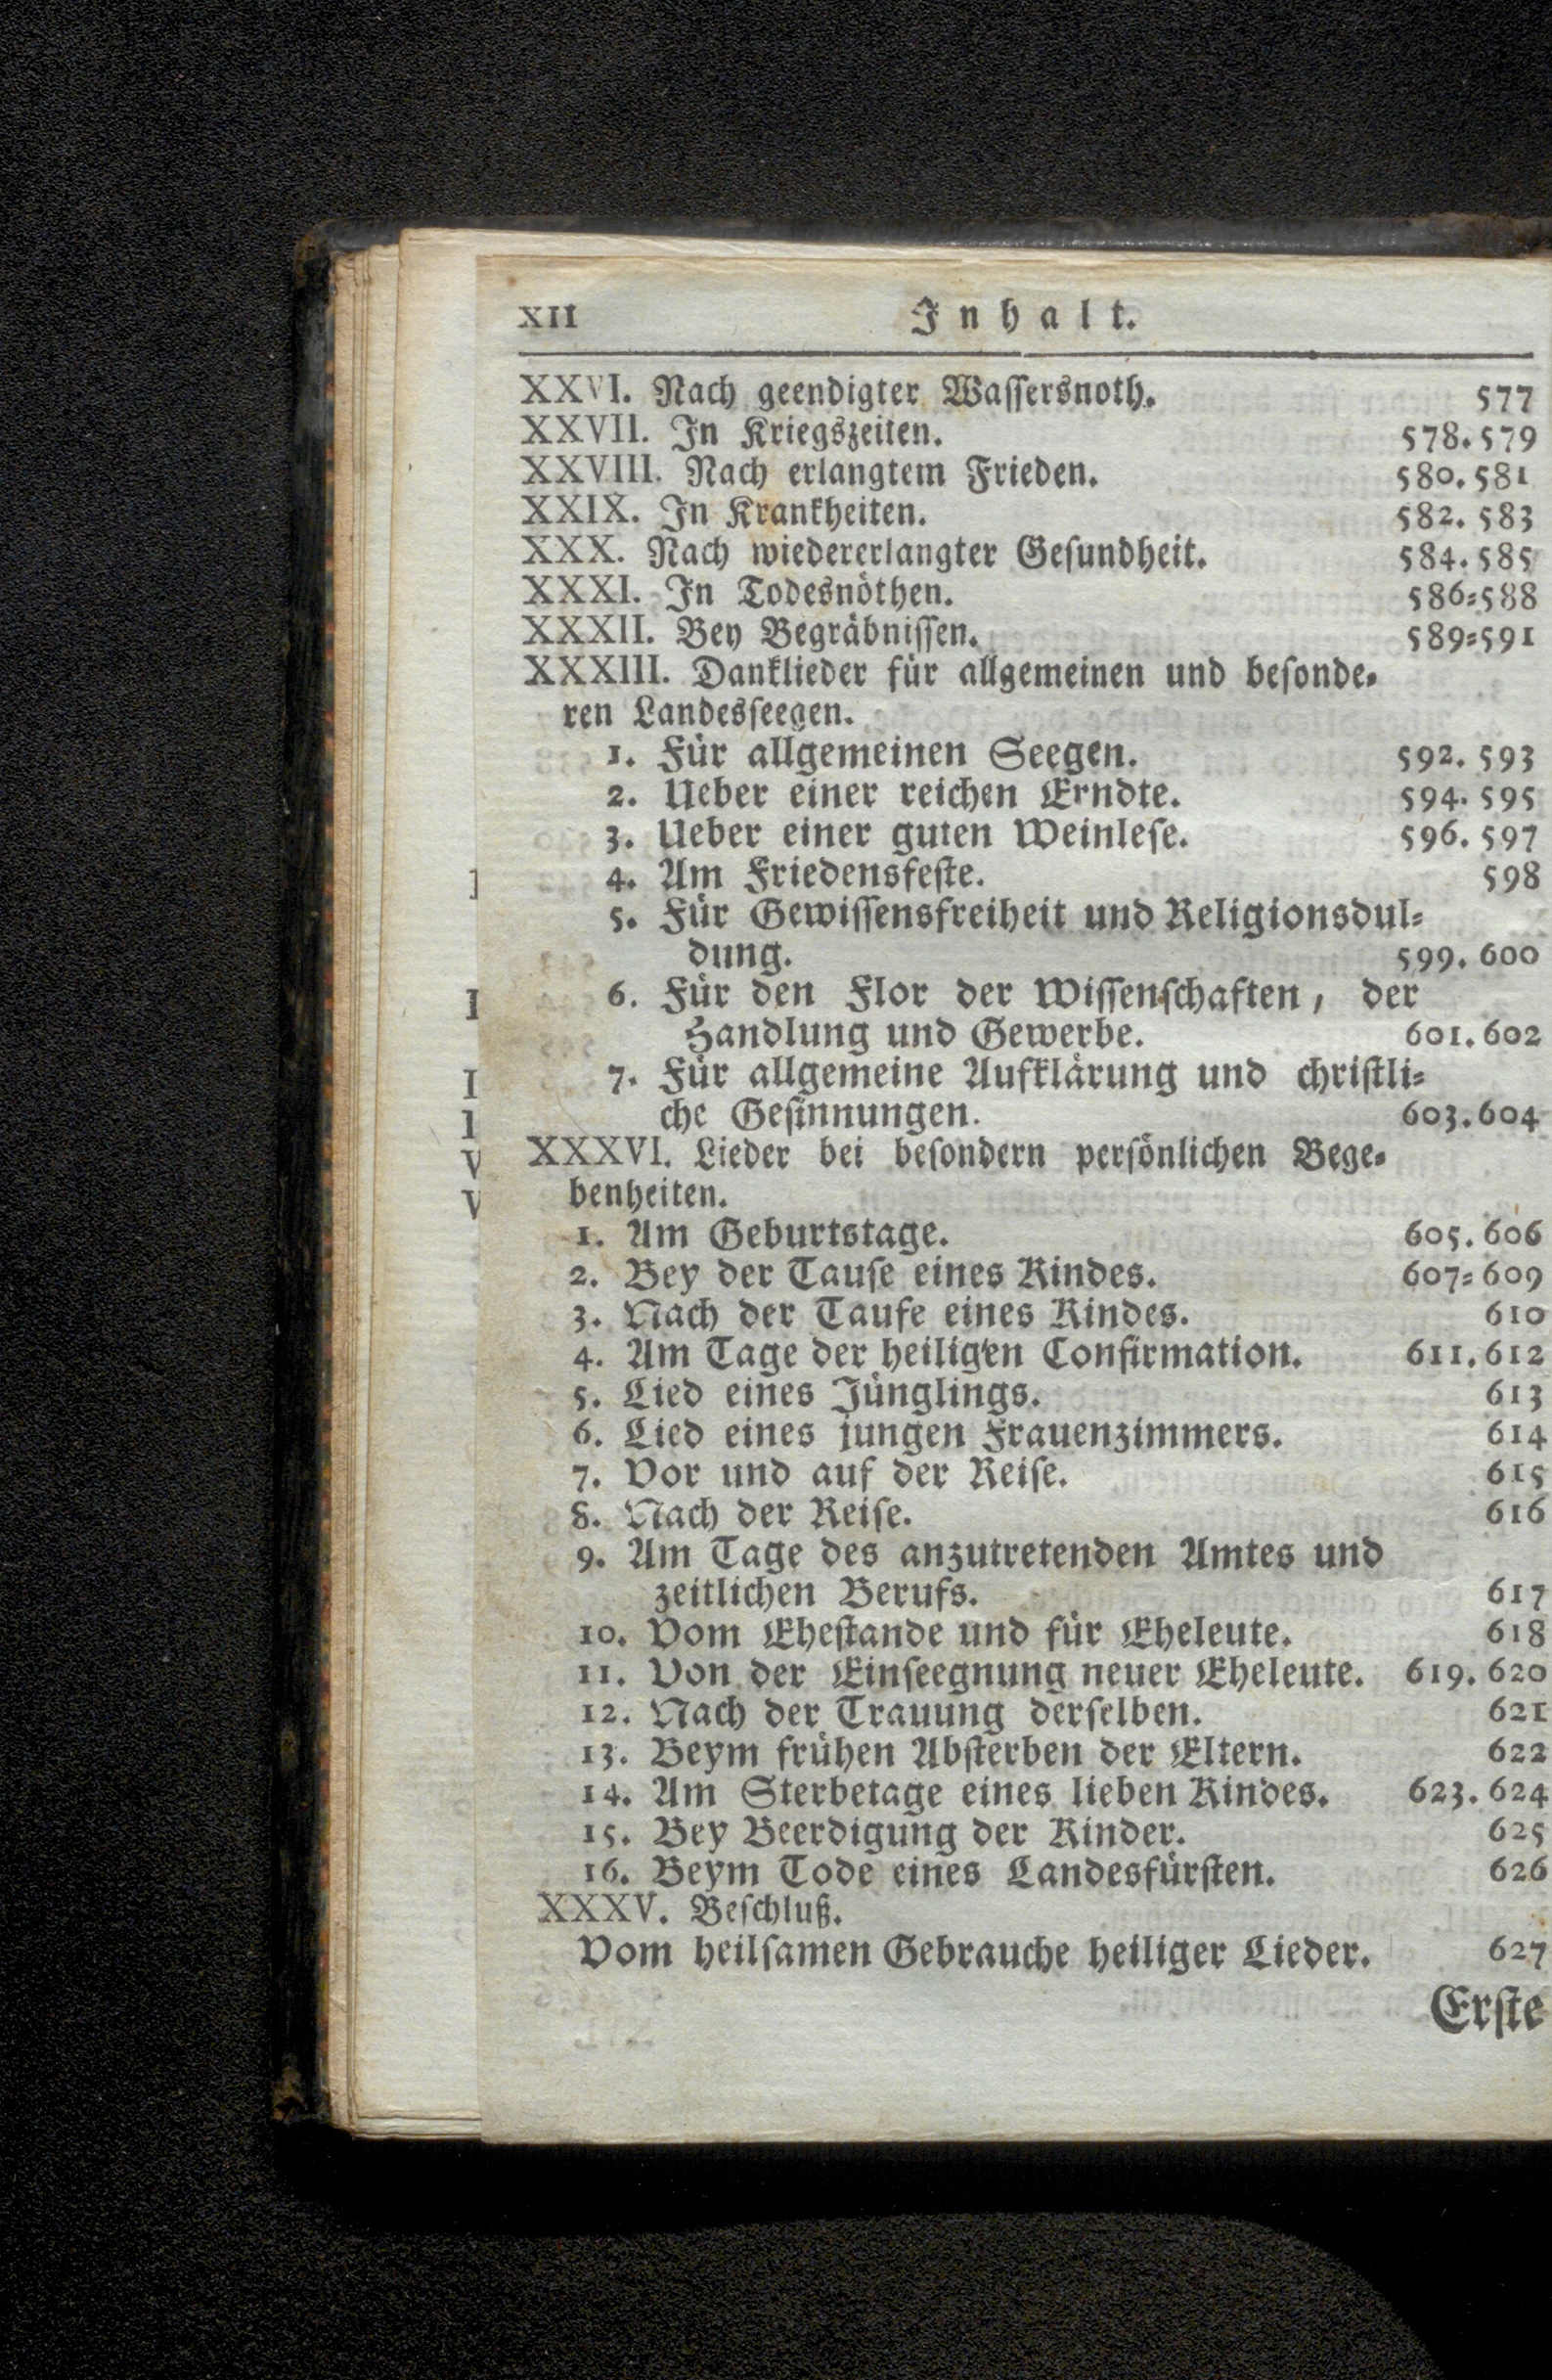 XII Inhalt.
XXVI. Nach geendigter Waſſersnoth. 577
XXVII. In Kriegszeiten. 578. 579
XXVIII. Nach erlangtem Frieden. 580. 581
XXIX. In Krankheiten. 582. 583
XXX. Nach wiedererlangter Geſundheit. 584. 585
XXXI. In Todesnöthen. 586⸗588
XXXII. Bey Begräbniſſen. 589⸗591
XXXIII. Danklieder für allgemeinen und beſonde⸗
ren Landesſeegen.
1. Für allgemeinen Seegen. 592. 593
2. Ueber einer reichen Erndte. 594. 595
3. Ueber einer guten Weinleſe. 596. 597
4. Am Friedensfeſte. 598
5. Für Gewiſſensfreiheit und Religionsdul⸗
dung. 599. 600
6. Für den Flor der Wiſſenſchaften, der
Handlung und Gewerbe. 601. 602
7. Für allgemeine Aufklärung und chriſtli⸗
che Geſinnungen. 603. 604
XXXVI. Lieder bei beſondern perſönlichen Bege⸗
benheiten.
1. Am Geburtstage. 605. 606
2. Bey der Tauſe eines Kindes. 607⸗609
3. Nach der Taufe eines Kindes. 610
4. Am Tage der heiligen Confirmation. 611. 612
5. Lied eines Jünglings. 613
6. Lied eines jungen Frauenzimmers. 614
7. Vor und auf der Reiſe. 615
8. Nach der Reiſe. 616
9. Am Tage des anzutretenden Amtes und
zeitlichen Berufs. 617
10. Vom Eheſtande und für Eheleute. 618
11. Von der Einſeegnung neuer Eheleute. 619. 620
12. Nach der Trauung derſelben. 621
13. Beym frühen Abſterben der Eltern. 622
14. Am Sterbetage eines lieben Kindes. 623. 624
15. Bey Beerdigung der Kinder. 625
16. Beym Tode eines Landesfürſten. 626
XXXV. Beſchluß.
Vom heilſamen Gebrauche heiliger Lieder. 627
Erſte